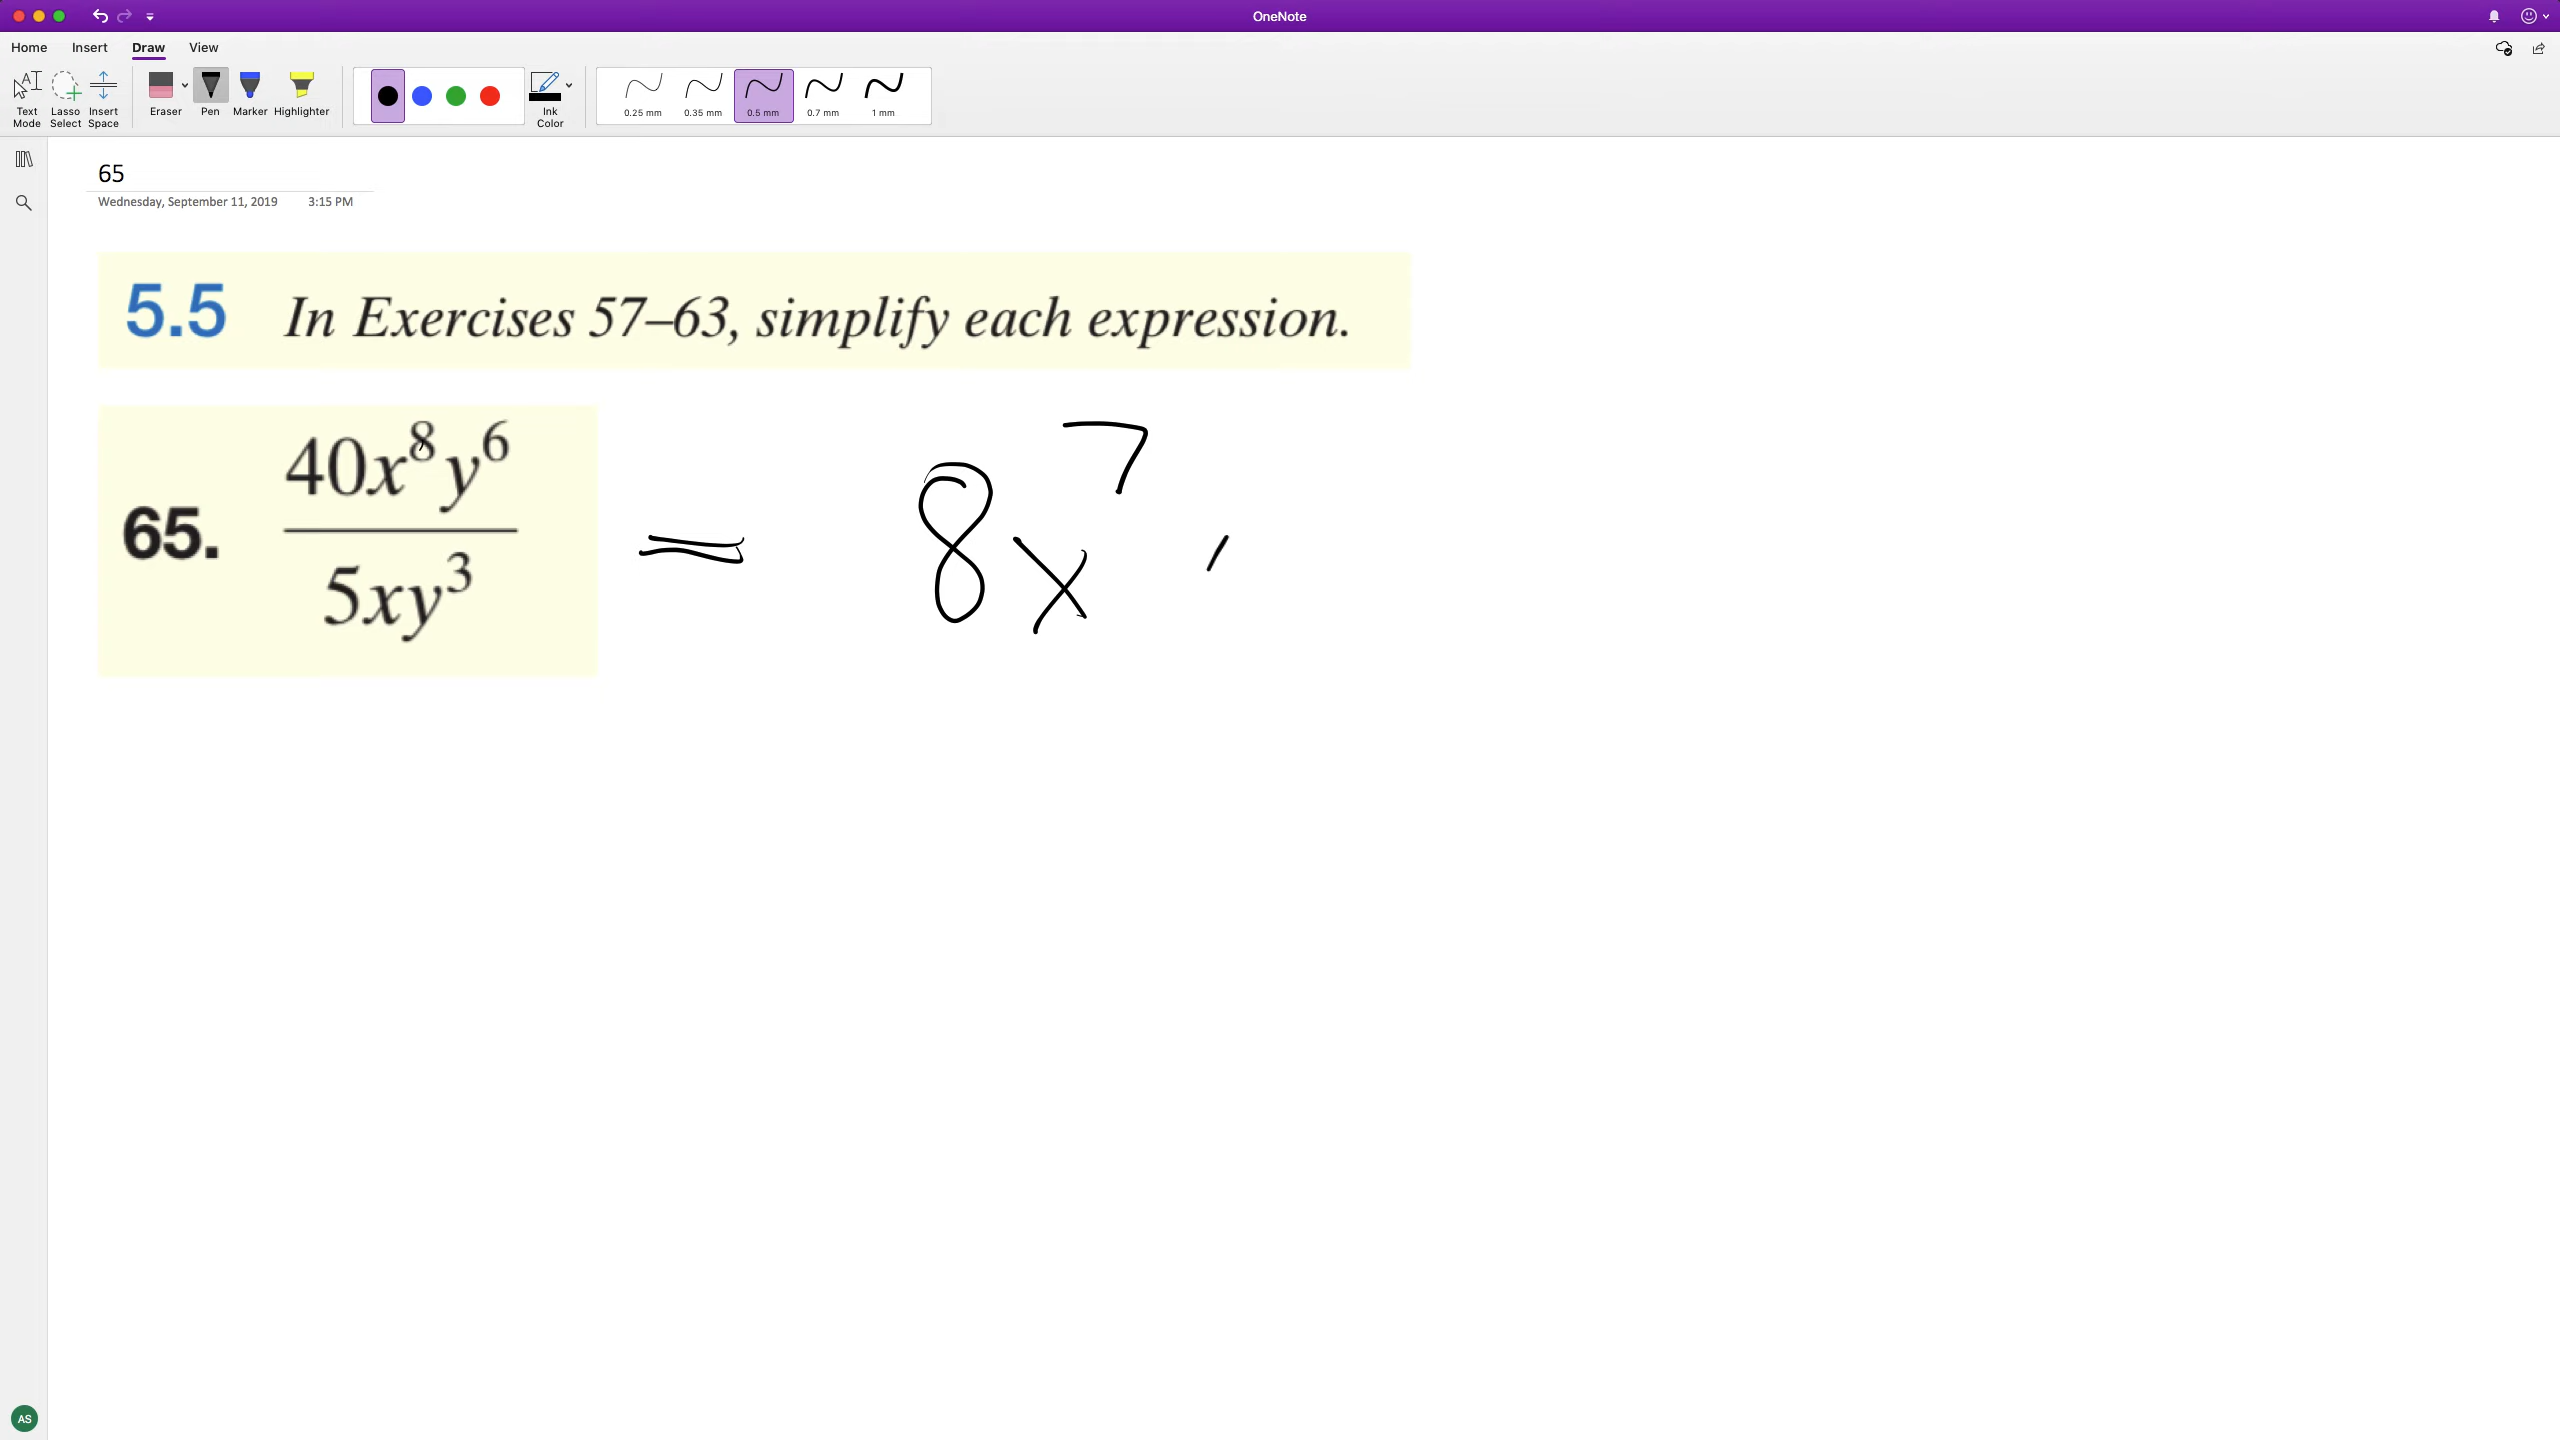 OneNote
Home Insert Draw View
Text Mode Lasso Select Insert Space Eraser Pen Marker Highlighter Ink Color 0.25 mm 0.35 mm 0.5 mm 0.7 mm 1 mm
65
Wednesday, September 11, 2019 3:15 PM
5.5 In Exercises 57–63, simplify each expression.
65. \frac{40x^8y^6}{5xy^3} = 8x^7
AS